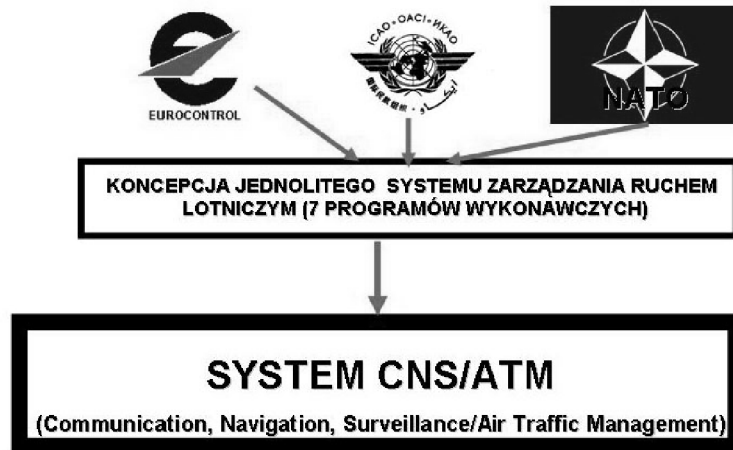 EUROCONTROL
ICAO · OACI · ИКАО
NATO
KONCEPCJA JEDNOLITEGO SYSTEMU ZARZĄDZANIA RUCHEM
LOTNICZYM (7 PROGRAMÓW WYKONAWCZYCH)
SYSTEM CNS/ATM
(Communication, Navigation, Surveillance/Air Traffic Management)